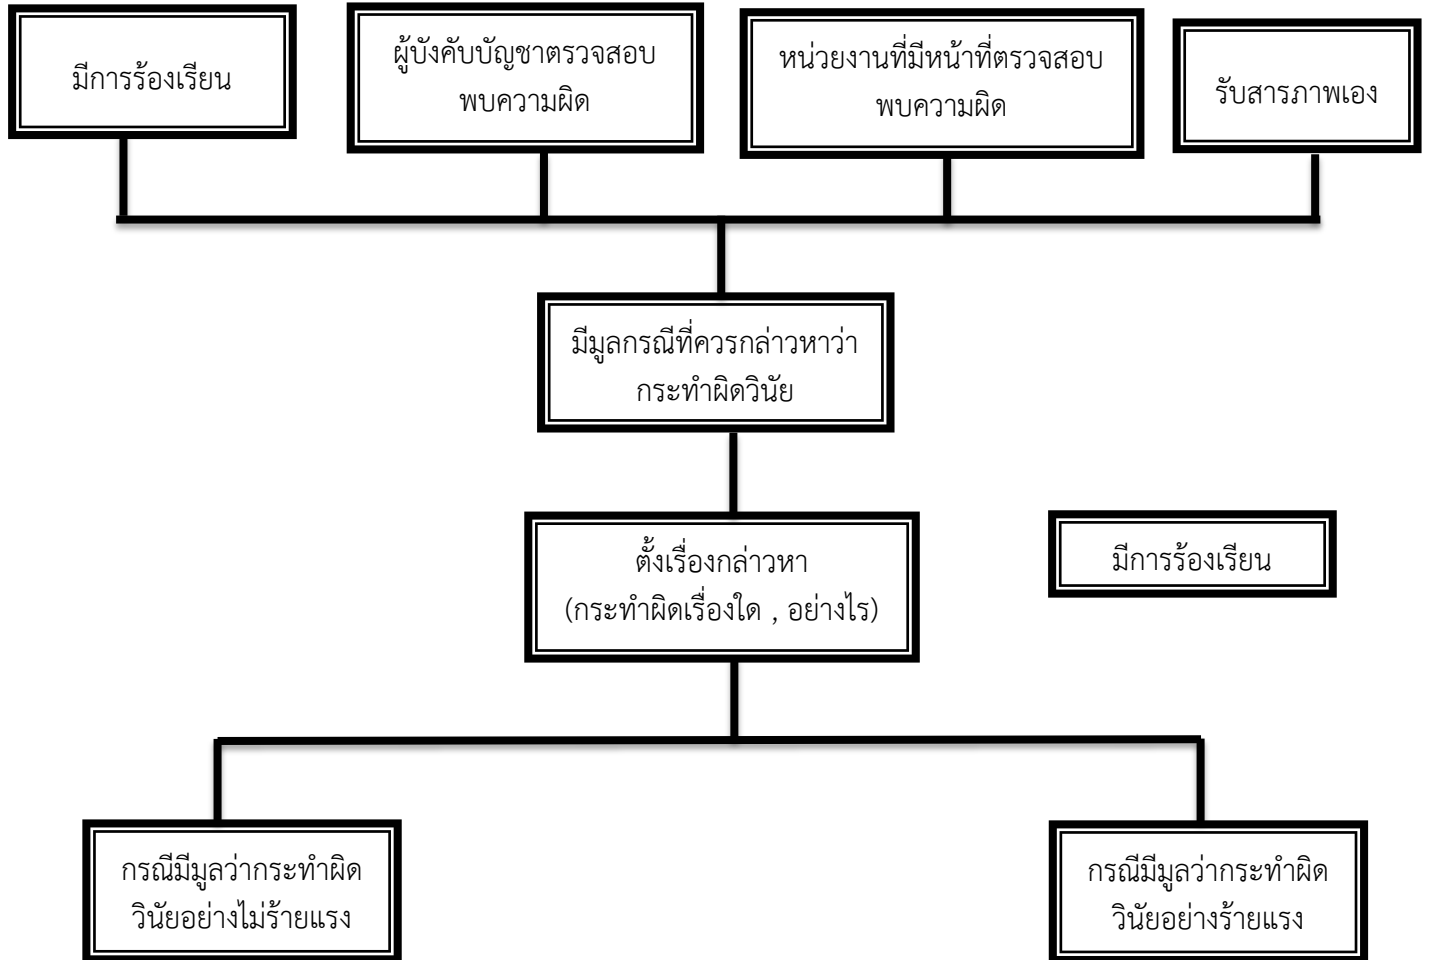 มีการร้องเรียน
ผู้บังคับบัญชาตรวจสอบ
พบความผิด
หน่วยงานที่มีหน้าที่ตรวจสอบ
พบความผิด
รับสารภาพเอง
มีมูลกรณีที่ควรกล่าวหาว่า
กระทำผิดวินัย
ตั้งเรื่องกล่าวหา
(กระทำผิดเรื่องใด , อย่างไร)
มีการร้องเรียน
กรณีมีมูลว่ากระทำผิด
วินัยอย่างไม่ร้ายแรง
กรณีมีมูลว่ากระทำผิด
วินัยอย่างร้ายแรง